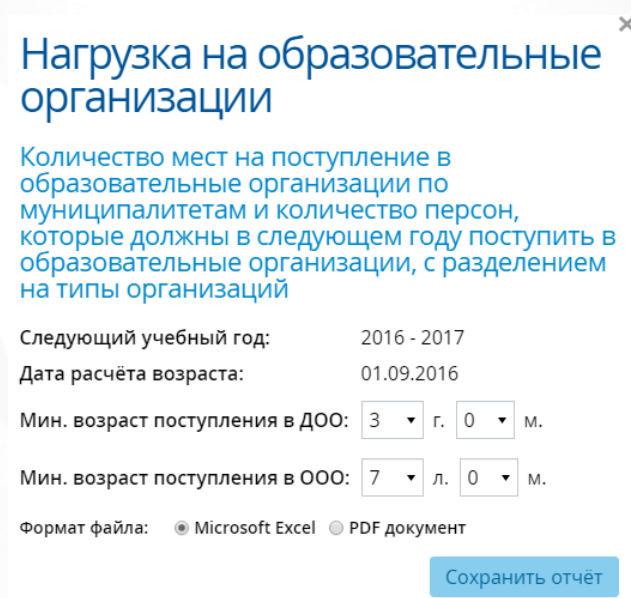 Нагрузка на образовательные
организации
Количество мест на поступление в
образовательные организации по
муниципалитетам и количество персон,
которые должны в следующем году поступить в
образовательные организации, с разделением
на типы организаций
Следующий учебный год: 2016 - 2017
Дата расчёта возраста: 01.09.2016
Мин. возраст поступления в ДОО: 3 г. 0 м.
Мин. возраст поступления в ООО: 7 л. 0 м.
Формат файла: Microsoft Excel PDF документ
Сохранить отчёт